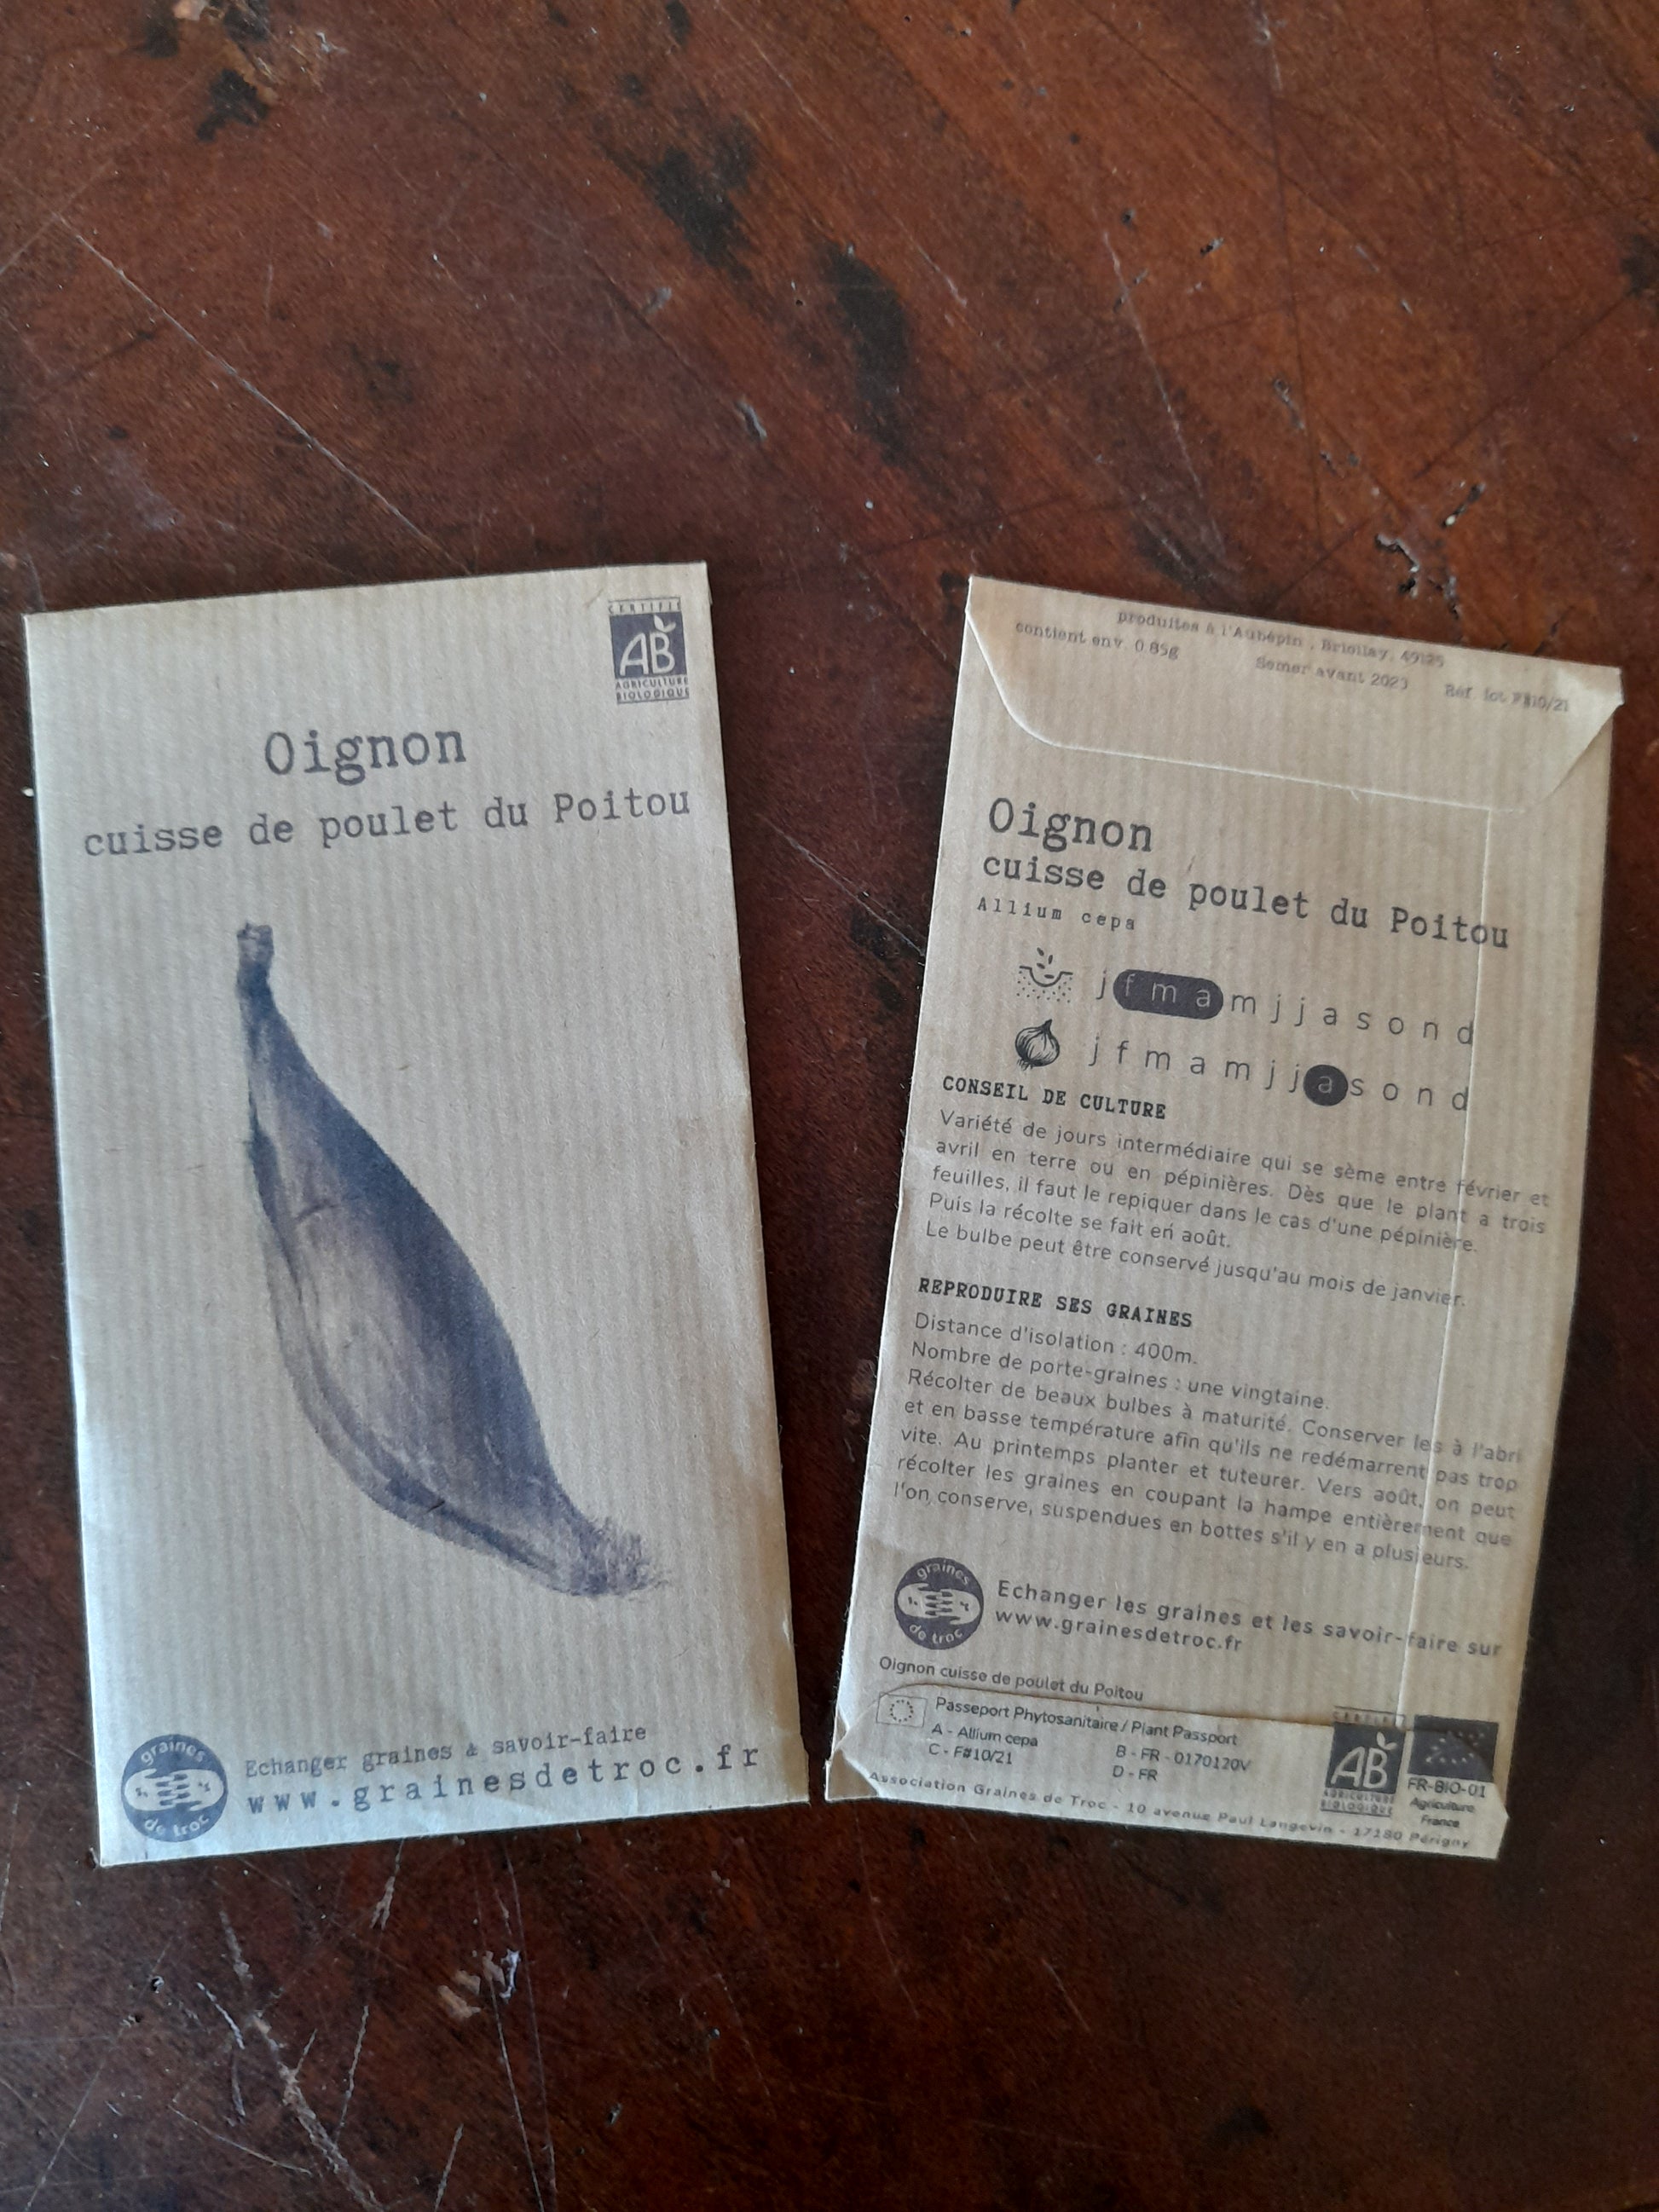 CERTIFIÉ
AB
AGRICULTURE
BIOLOGIQUE
Oignon
cuisse de poulet du Poitou
graines
de troc
Echanger graines & savoir-faire
www.grainesdetroc.fr
produites à l'Aubépin , Briollay, 49125
contient env. 0.85g
Semer avant 2023
Réf. lot F#10/21
Oignon
cuisse de poulet du Poitou
Allium cepa
j f m a m j j a s o n d
j f m a m j j a s o n d
CONSEIL DE CULTURE
Variété de jours intermédiaire qui se sème entre février et
avril en terre ou en pépinières. Dès que le plant a trois
feuilles, il faut le repiquer dans le cas d'une pépinière.
Puis la récolte se fait en août.
Le bulbe peut être conservé jusqu'au mois de janvier.
REPRODUIRE SES GRAINES
Distance d'isolation : 400m.
Nombre de porte-graines : une vingtaine.
Récolter de beaux bulbes à maturité. Conserver les à l'abri
et en basse température afin qu'ils ne redémarrent pas trop
vite. Au printemps planter et tuteurer. Vers août, on peut
récolter les graines en coupant la hampe entièrement que
l'on conserve, suspendues en bottes s'il y en a plusieurs.
graines
de troc
Echanger les graines et les savoir-faire sur
www.grainesdetroc.fr
Oignon cuisse de poulet du Poitou
Passeport Phytosanitaire / Plant Passport
A - Allium cepa
B - FR - 0170120V
C - F#10/21
D - FR
CERTIFIÉ
AB
AGRICULTURE
BIOLOGIQUE
FR-BIO-01
Agriculture
France
Association Graines de Troc - 10 avenue Paul Langevin - 17180 Périgny